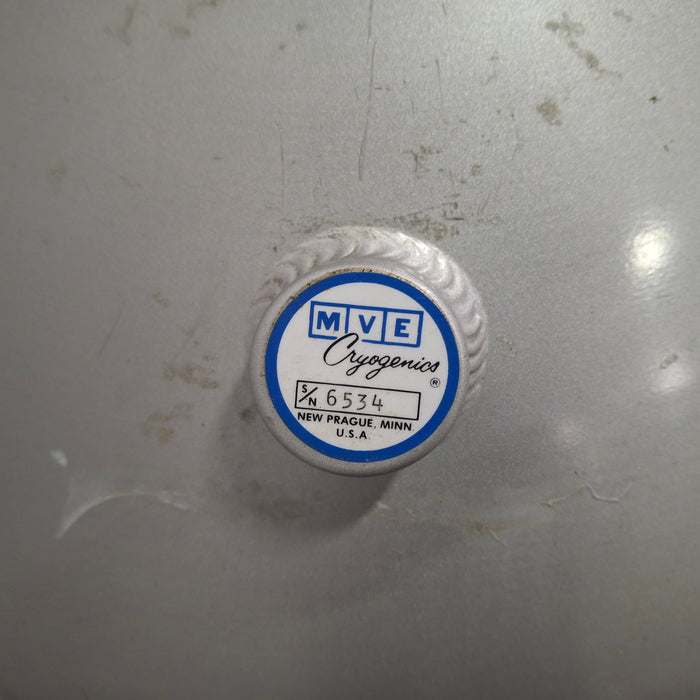 MVE
Cryogenics
®
S/N 6534
NEW PRAGUE, MINN
U.S.A.